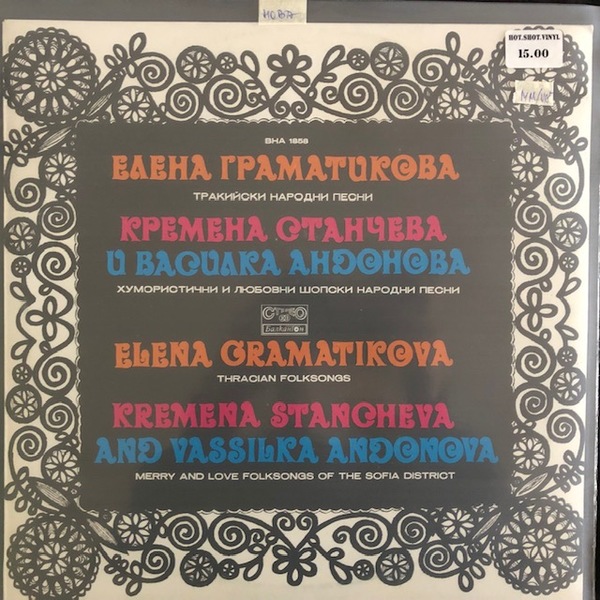 НОВА
HOT.SHOT.VINYL
15.00
ВНА 1858
ЕЛЕНА ГРАМАТИКОВА
ТРАКИЙСКИ НАРОДНИ ПЕСНИ
КРЕМЕНА СТАНЧЕВА
И ВАСИЛКА АНДОНОВА
ХУМОРИСТИЧНИ И ЛЮБОВНИ ШОПСКИ НАРОДНИ ПЕСНИ
СТЕРЕО
Балкантон
ELENA GRAMATIKOVA
THRACIAN FOLKSONGS
KREMENA STANCHEVA
AND VASSILKA ANDONOVA
MERRY AND LOVE FOLKSONGS OF THE SOFIA DISTRICT